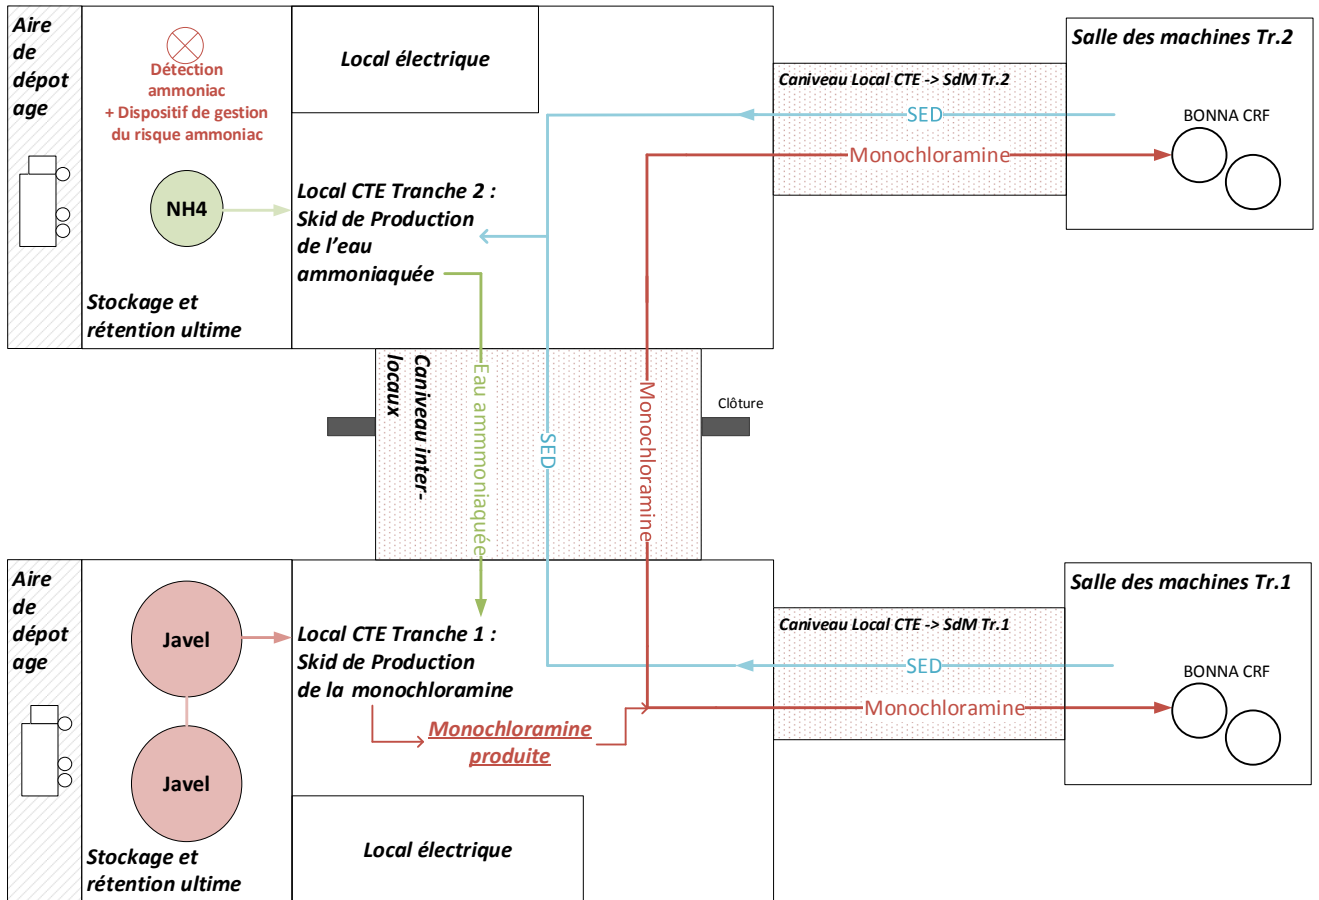 Aire
de
dépot
age
Détection
ammoniac
+ Dispositif de gestion
du risque ammoniac
NH4
Stockage et
rétention ultime
Local électrique
Local CTE Tranche 2 :
Skid de Production
de l'eau
ammoniaquée
Caniveau Local CTE -> SdM Tr.2
SED
Monochloramine
Salle des machines Tr.2
BONNA CRF
Caniveau inter-
locaux
Eau ammmoniaquée
SED
Monochloramine
Clôture
Aire
de
dépot
age
Javel
Javel
Stockage et
rétention ultime
Local CTE Tranche 1 :
Skid de Production
de la monochloramine
Monochloramine
produite
Local électrique
Caniveau Local CTE -> SdM Tr.1
SED
Monochloramine
Salle des machines Tr.1
BONNA CRF